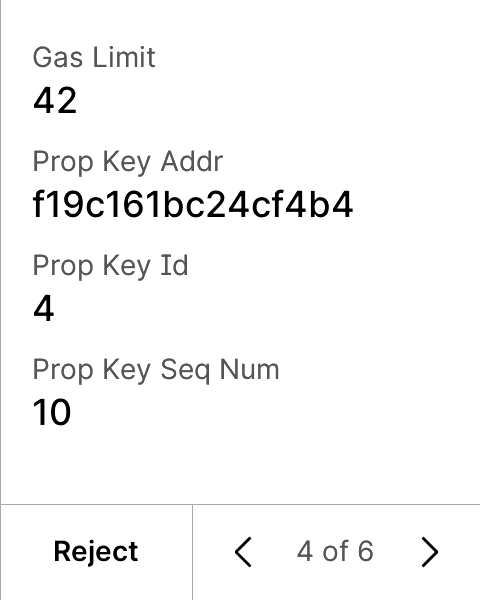 Gas Limit
42
Prop Key Addr
f19c161bc24cf4b4
Prop Key Id
4
Prop Key Seq Num
10
Reject
4 of 6